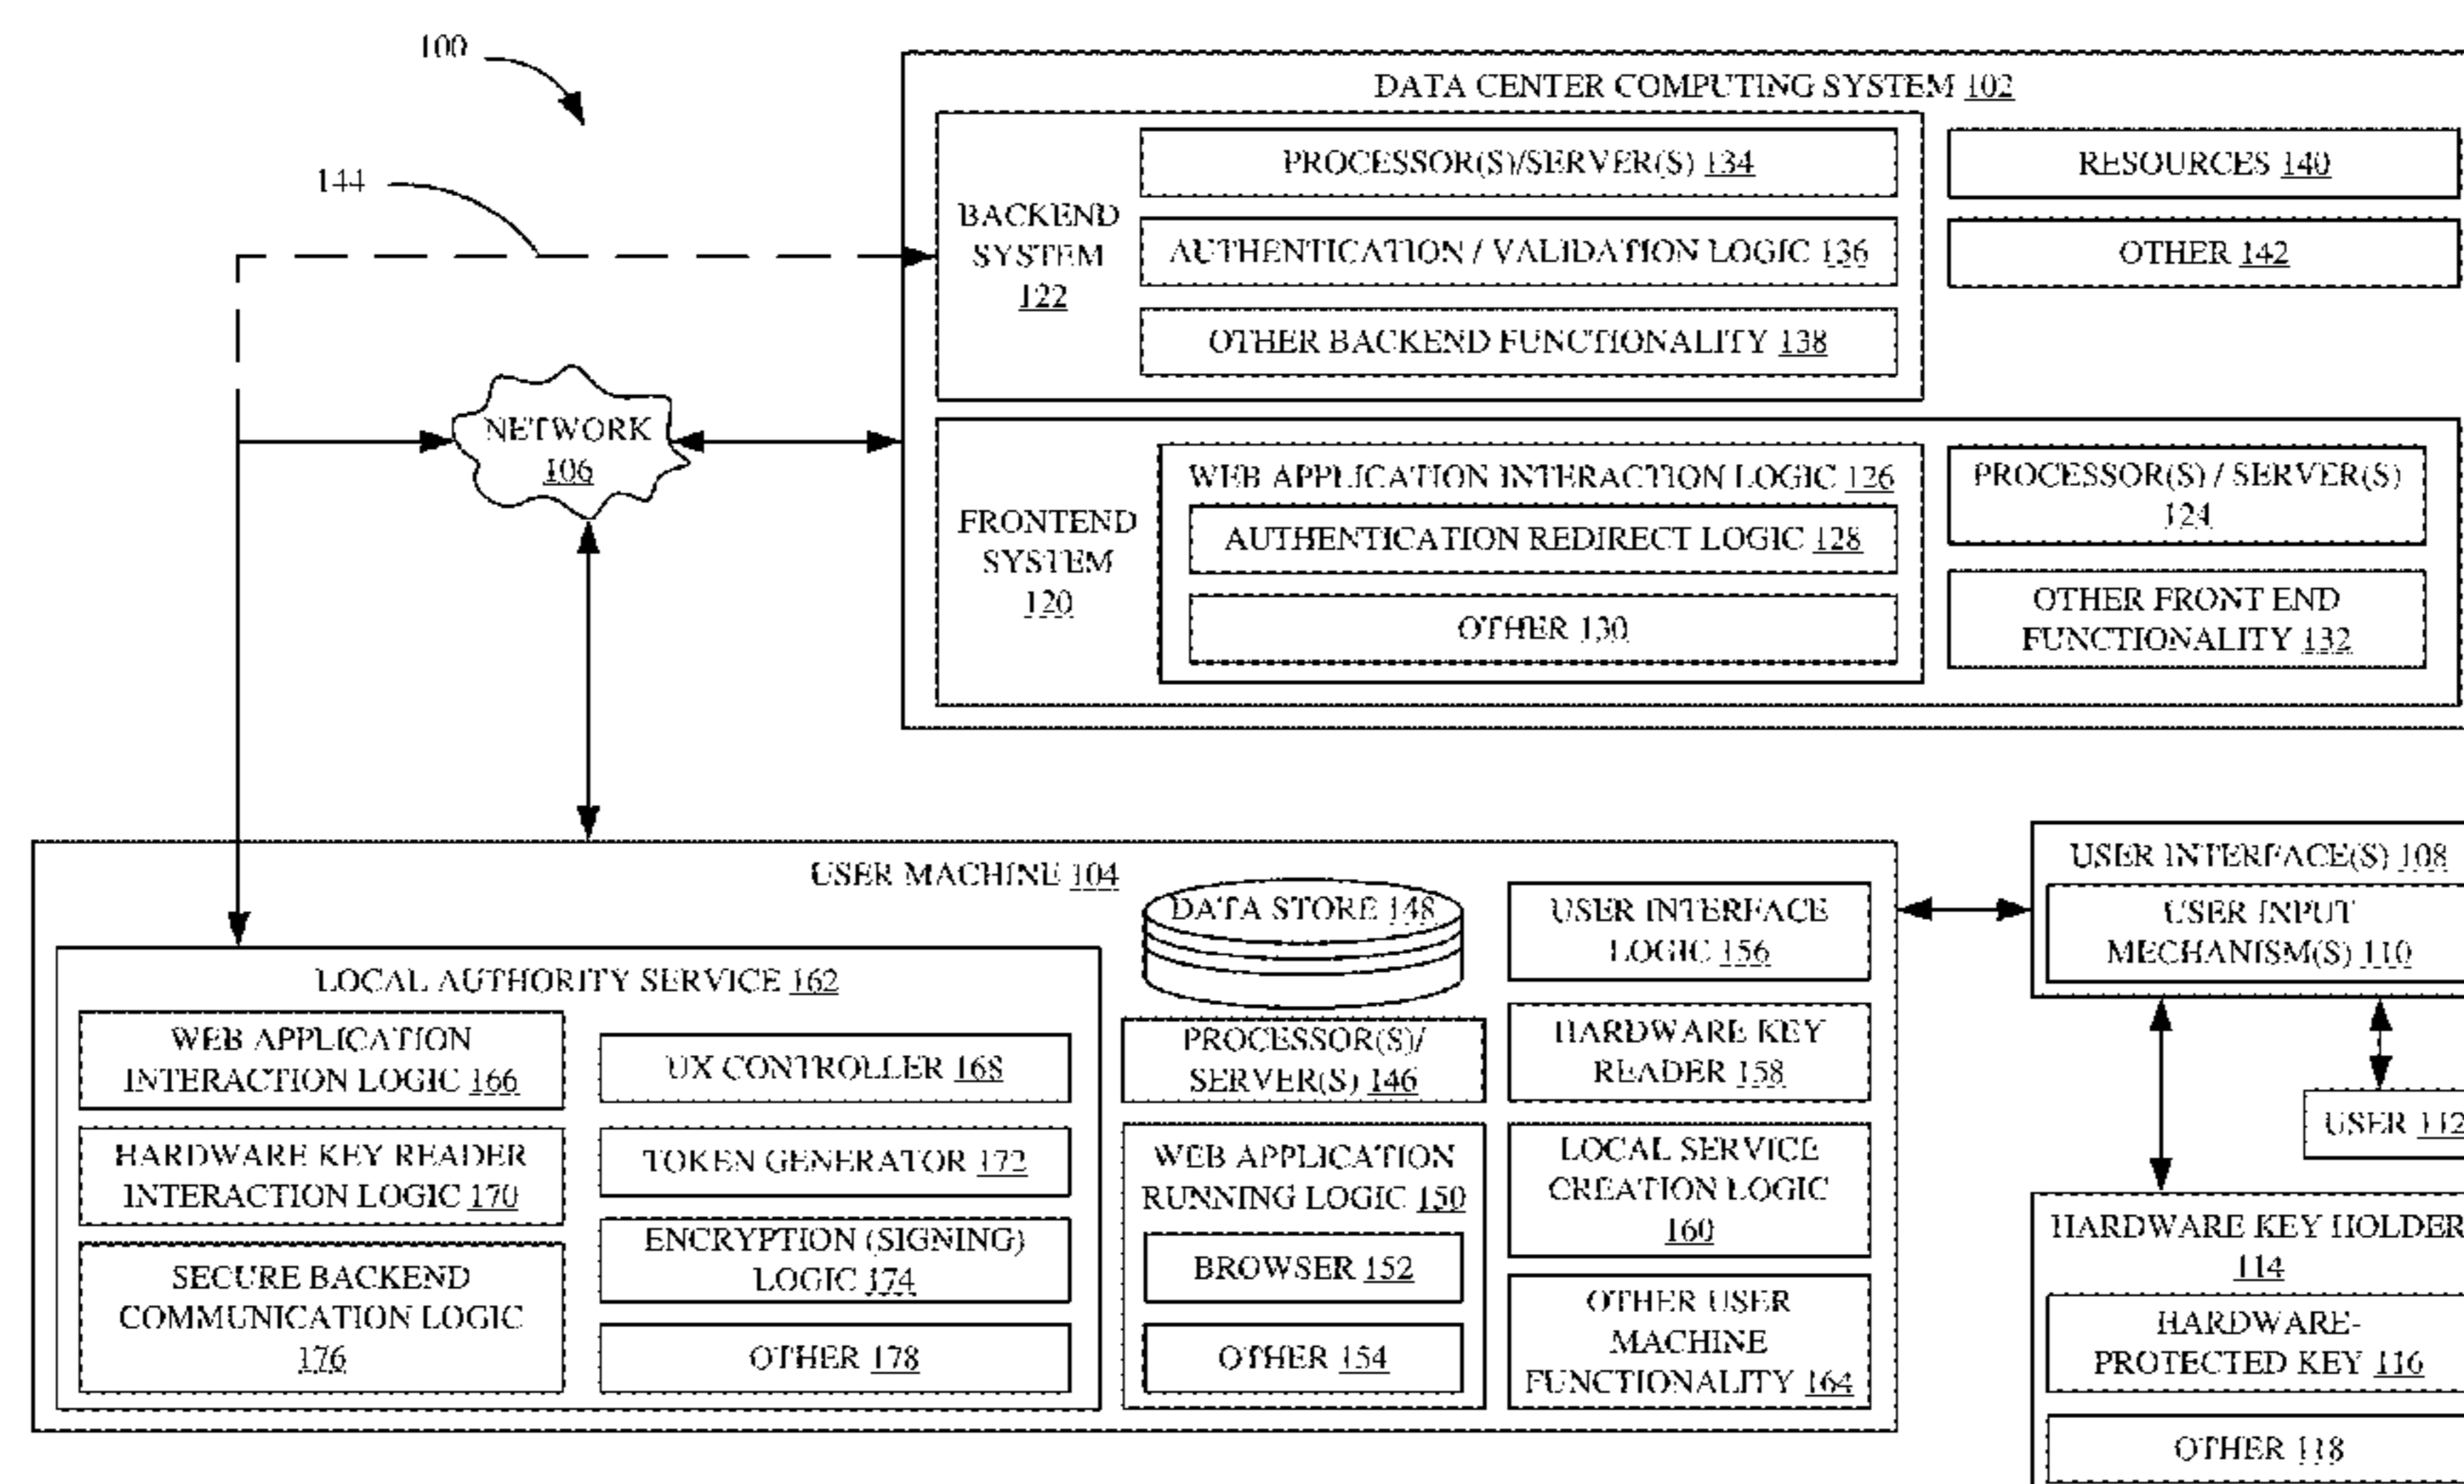 100
144
DATA CENTER COMPUTING SYSTEM 102
BACKEND
SYSTEM
122
PROCESSOR(S)/SERVER(S) 134
AUTHENTICATION / VALIDATION LOGIC 136
OTHER BACKEND FUNCTIONALITY 138
RESOURCES 140
OTHER 142
NETWORK
106
FRONTEND
SYSTEM
120
WEB APPLICATION INTERACTION LOGIC 126
AUTHENTICATION REDIRECT LOGIC 128
OTHER 130
PROCESSOR(S) / SERVER(S)
124
OTHER FRONT END
FUNCTIONALITY 132
USER MACHINE 104
LOCAL AUTHORITY SERVICE 162
WEB APPLICATION
INTERACTION LOGIC 166
HARDWARE KEY READER
INTERACTION LOGIC 170
SECURE BACKEND
COMMUNICATION LOGIC
176
UX CONTROLLER 168
TOKEN GENERATOR 172
ENCRYPTION (SIGNING)
LOGIC 174
OTHER 178
DATA STORE 148
PROCESSOR(S)/
SERVER(S) 146
WEB APPLICATION
RUNNING LOGIC 150
BROWSER 152
OTHER 154
USER INTERFACE
LOGIC 156
HARDWARE KEY
READER 158
LOCAL SERVICE
CREATION LOGIC
160
OTHER USER
MACHINE
FUNCTIONALITY 164
USER INTERFACE(S) 108
USER INPUT
MECHANISM(S) 110
USER 112
HARDWARE KEY HOLDER
114
HARDWARE-
PROTECTED KEY 116
OTHER 118